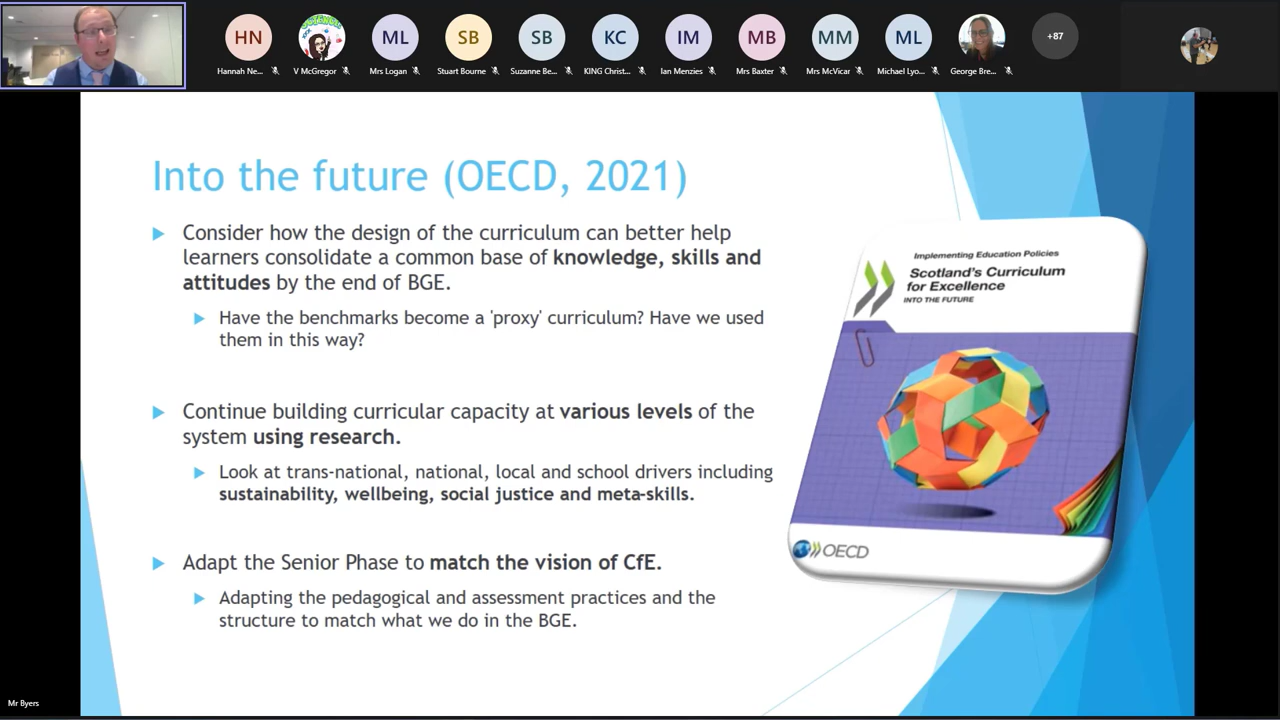 HN
ML
SB
SB
KC
IM
MB
MM
ML
+87
Hannah Ne...
V McGregor
Mrs Logan
Stuart Bourne
Suzanne Be...
KING Christ...
Ian Menzies
Mrs Baxter
Mrs McVicar
Michael Lyo...
George Bre...
Into the future (OECD, 2021)
Consider how the design of the curriculum can better help
learners consolidate a common base of knowledge, skills and
attitudes by the end of BGE.
Have the benchmarks become a 'proxy' curriculum? Have we used
them in this way?
Continue building curricular capacity at various levels of the
system using research.
Look at trans-national, national, local and school drivers including
sustainability, wellbeing, social justice and meta-skills.
Adapt the Senior Phase to match the vision of CfE.
Adapting the pedagogical and assessment practices and the
structure to match what we do in the BGE.
Implementing Education Policies
Scotland's Curriculum
for Excellence
INTO THE FUTURE
OECD
Mr Byers